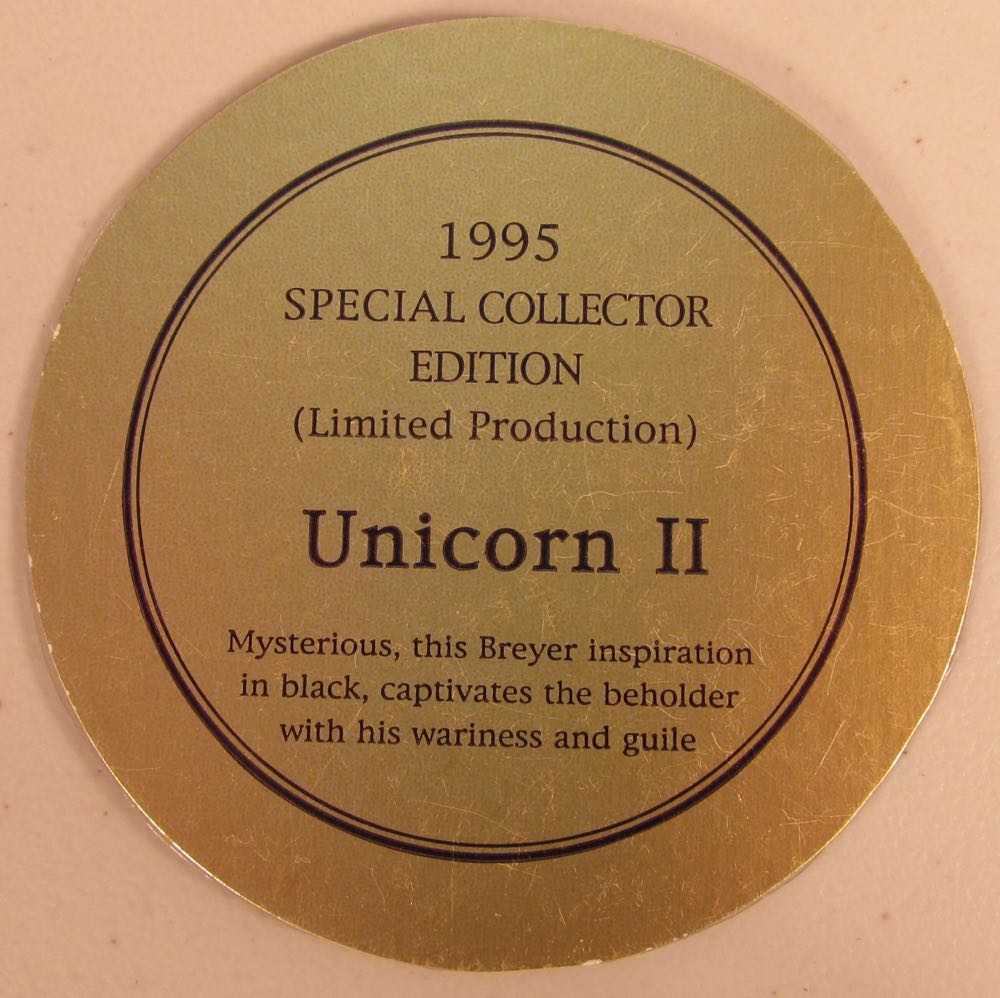 1995
SPECIAL COLLECTOR
EDITION
(Limited Production)
Unicorn II
Mysterious, this Breyer inspiration
in black, captivates the beholder
with his wariness and guile